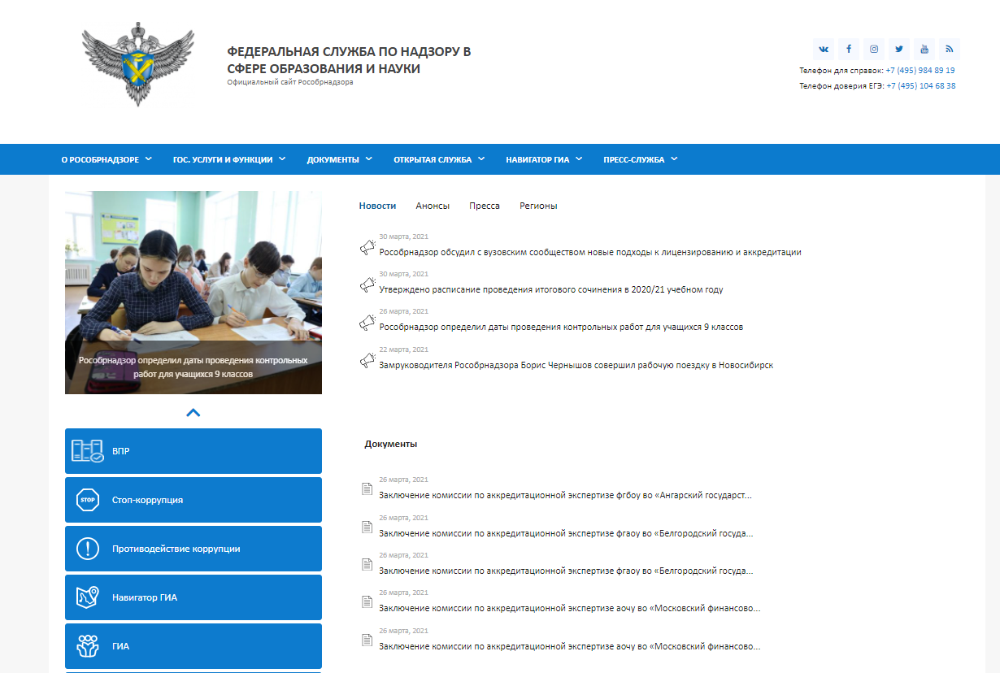 ФЕДЕРАЛЬНАЯ СЛУЖБА ПО НАДЗОРУ В
СФЕРЕ ОБРАЗОВАНИЯ И НАУКИ
Официальный сайт Рособрнадзора
Телефон для справок: +7 (495) 984 89 19
Телефон доверия ЕГЭ: +7 (495) 104 68 38
О РОСОБРНАДЗОРЕ ГОС. УСЛУГИ И ФУНКЦИИ ДОКУМЕНТЫ ОТКРЫТАЯ СЛУЖБА НАВИГАТОР ГИА ПРЕСС-СЛУЖБА
Рособрнадзор определил даты проведения контрольных
работ для учащихся 9 классов
ВПР
STOP
Стоп-коррупция
Противодействие коррупции
Навигатор ГИА
ГИА
Новости Анонсы Пресса Регионы
30 марта, 2021
Рособрнадзор обсудил с вузовским сообществом новые подходы к лицензированию и аккредитации
30 марта, 2021
Утверждено расписание проведения итогового сочинения в 2020/21 учебном году
26 марта, 2021
Рособрнадзор определил даты проведения контрольных работ для учащихся 9 классов
22 марта, 2021
Замруководителя Рособрнадзора Борис Чернышов совершил рабочую поездку в Новосибирск
Документы
26 марта, 2021
Заключение комиссии по аккредитационной экспертизе фгбоу во «Ангарский государст...
26 марта, 2021
Заключение комиссии по аккредитационной экспертизе фгаоу во «Белгородский госуда...
26 марта, 2021
Заключение комиссии по аккредитационной экспертизе фгаоу во «Белгородский госуда...
26 марта, 2021
Заключение комиссии по аккредитационной экспертизе аочу во «Московский финансово...
26 марта, 2021
Заключение комиссии по аккредитационной экспертизе аочу во «Московский финансово...